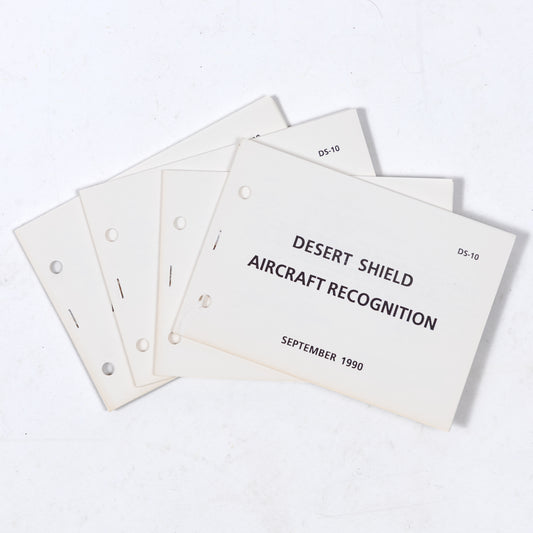 DS-10
DS-10
DESERT SHIELD
AIRCRAFT RECOGNITION
SEPTEMBER 1990